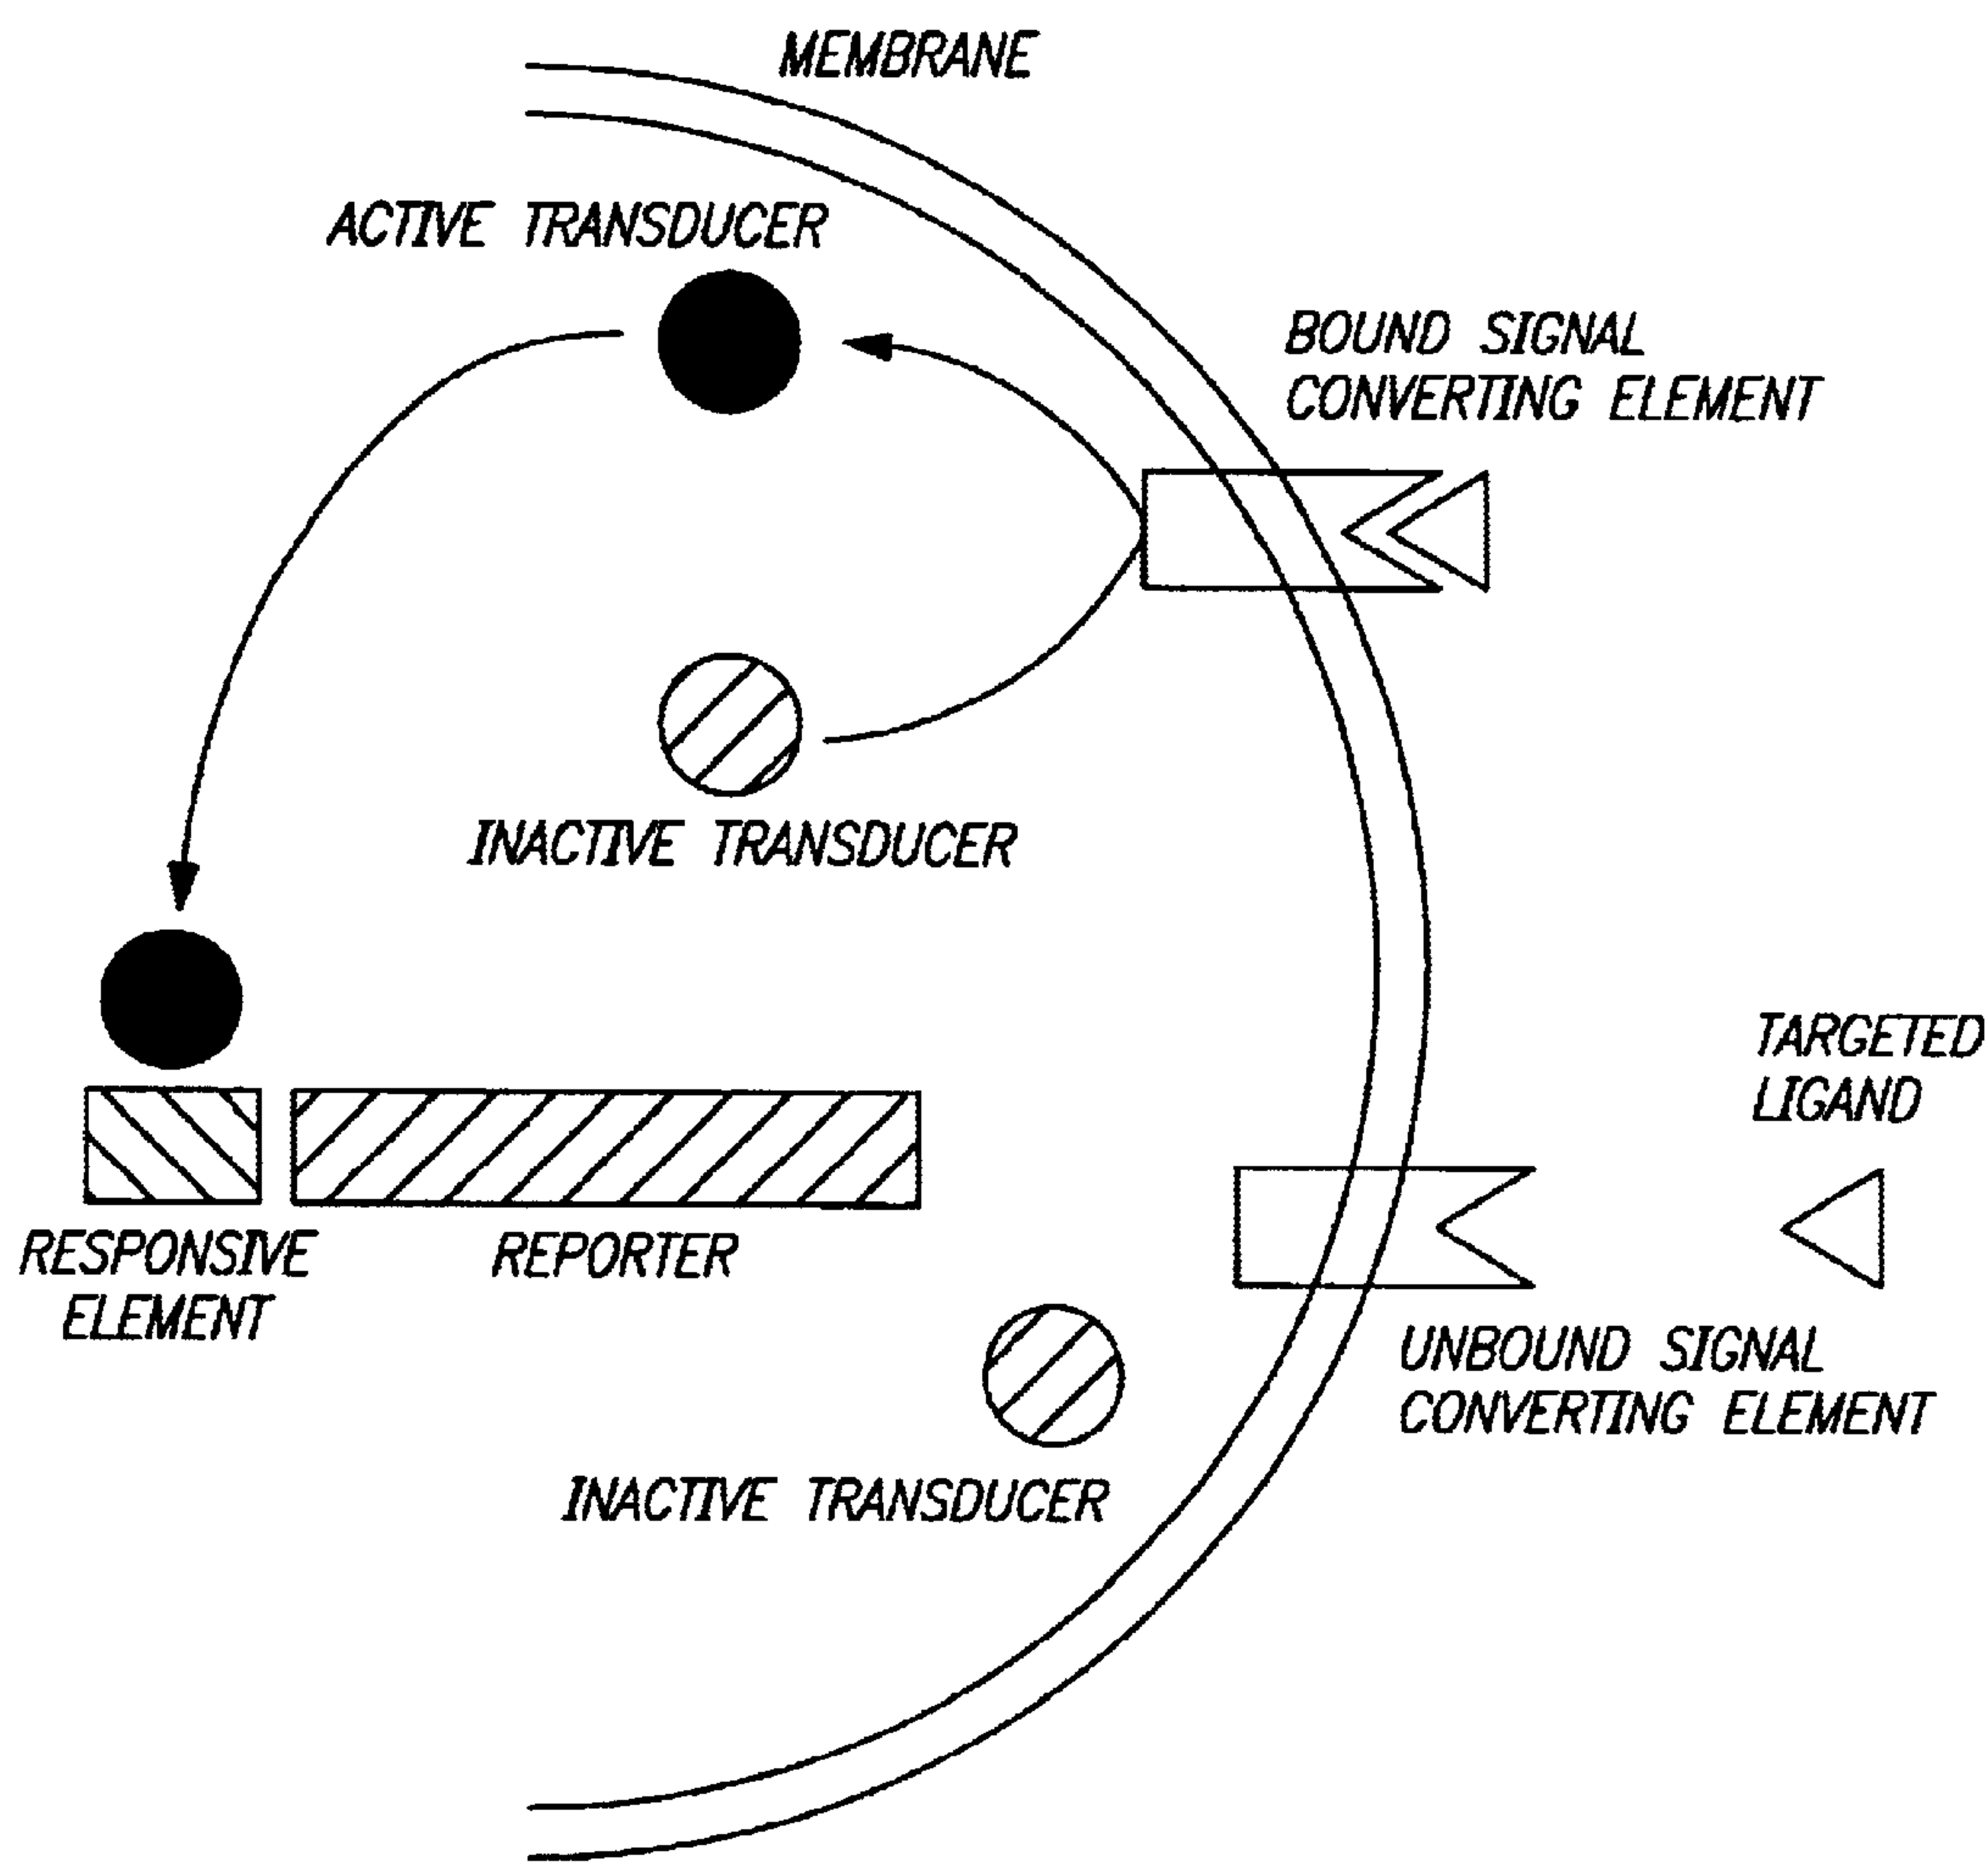 MEMBRANE
ACTIVE TRANSDUCER
BOUND SIGNAL
CONVERTING ELEMENT
INACTIVE TRANSDUCER
TARGETED
LIGAND
RESPONSIVE
ELEMENT
REPORTER
UNBOUND SIGNAL
CONVERTING ELEMENT
INACTIVE TRANSDUCER